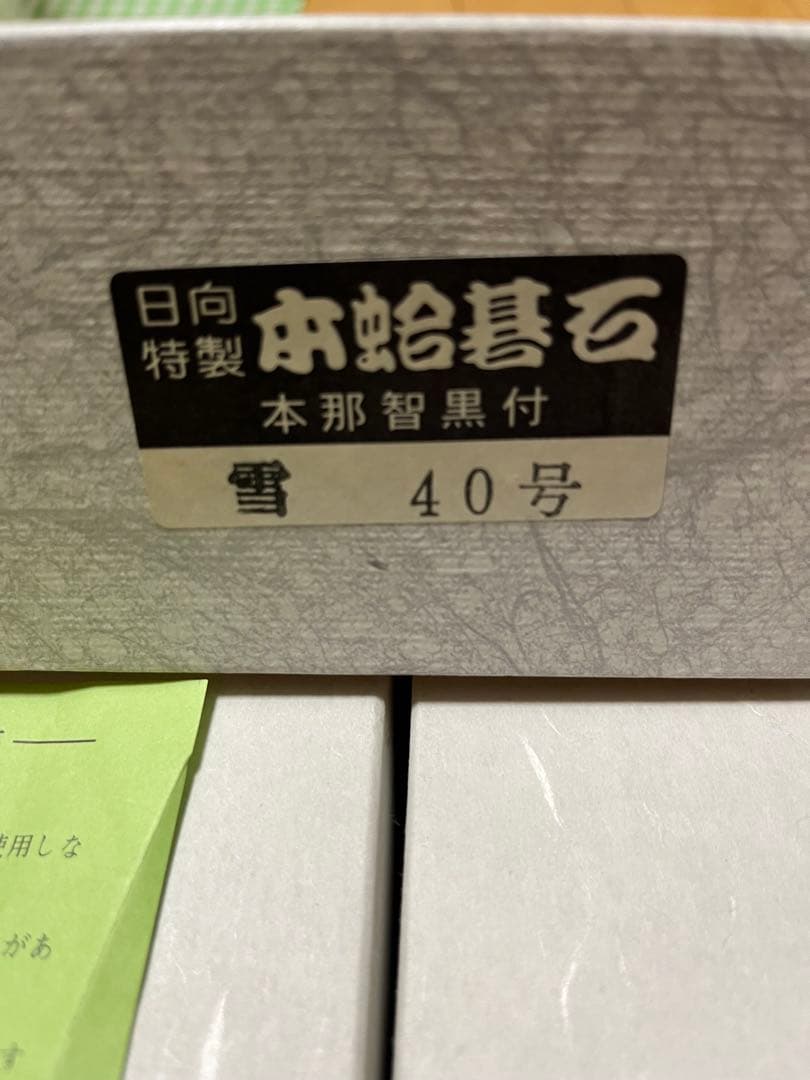 日向
特製
本蛤碁石
本那智黒付
雪 40号
使用しな
があ
す